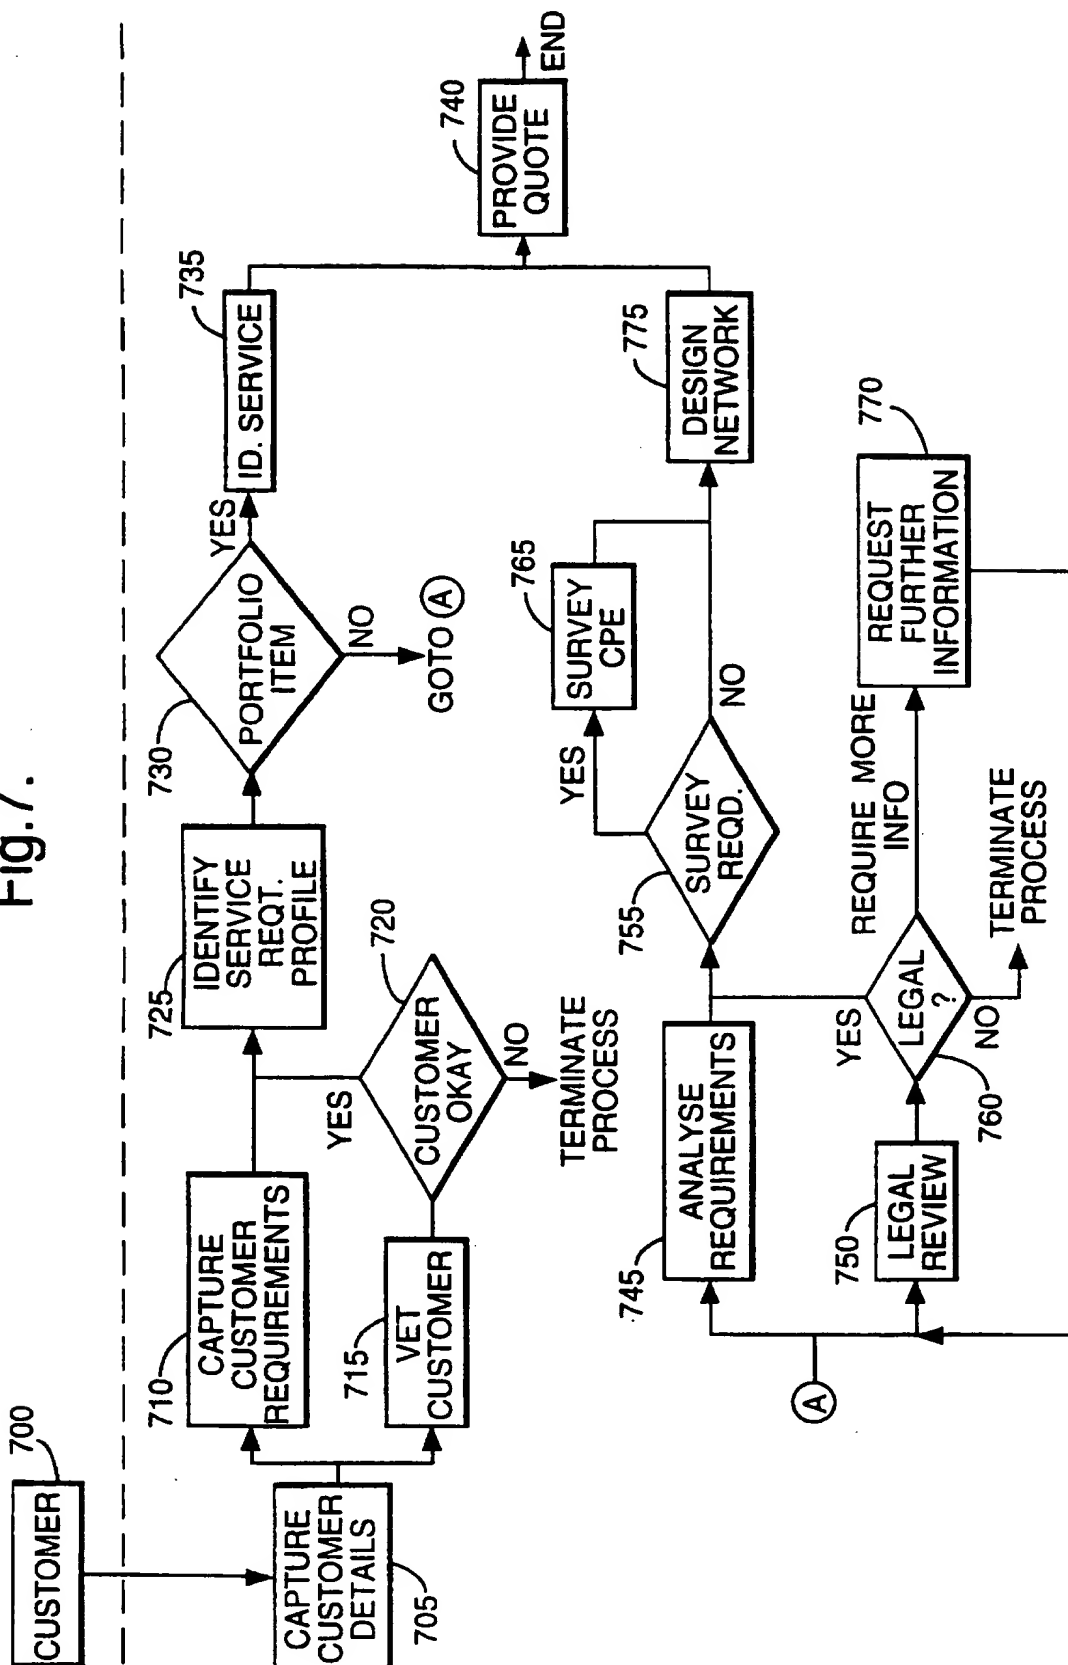 Fig.7.
CUSTOMER
700
CAPTURE
CUSTOMER
DETAILS
705
710
CAPTURE
CUSTOMER
REQUIREMENTS
715
VET
CUSTOMER
720
CUSTOMER
OKAY
YES
NO
TERMINATE
PROCESS
725
IDENTIFY
SERVICE
REQT.
PROFILE
730
PORTFOLIO
ITEM
YES
NO
GOTO A
735
ID. SERVICE
740
PROVIDE
QUOTE
END
A
745
ANALYSE
REQUIREMENTS
750
LEGAL
REVIEW
755
SURVEY
REQD.
YES
NO
760
LEGAL
?
YES
NO
TERMINATE
PROCESS
REQUIRE MORE
INFO
765
SURVEY
CPE
770
REQUEST
FURTHER
INFORMATION
775
DESIGN
NETWORK